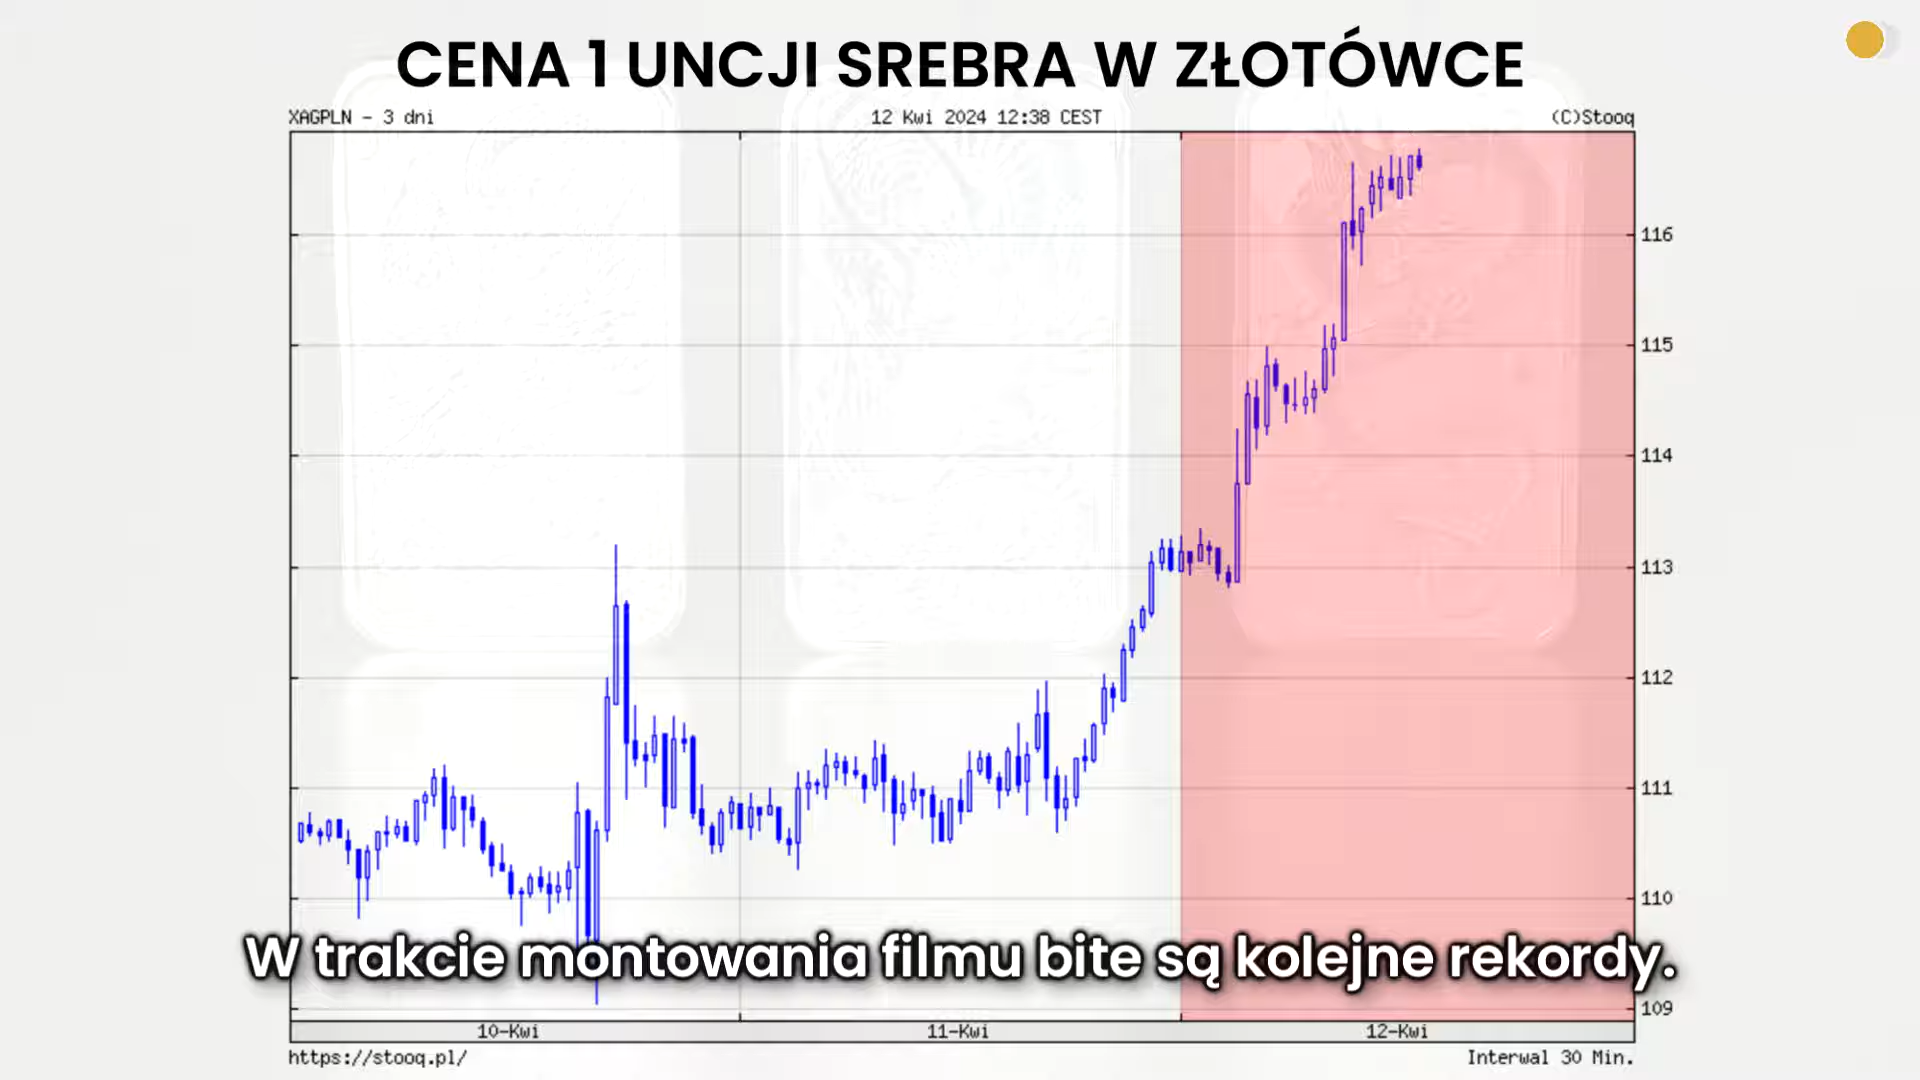 CENA 1 UNCJI SREBRA W ZŁOTÓWCE
XAGPLN - 3 dni 12 Kwi 2024 12:38 CEST (C)Stooq
116
115
114
113
112
111
110
W trakcie montowania filmu bite są kolejne rekordy.
109
10-Kwi 11-Kwi 12-Kwi
https://stooq.pl/ Interwal 30 Min.